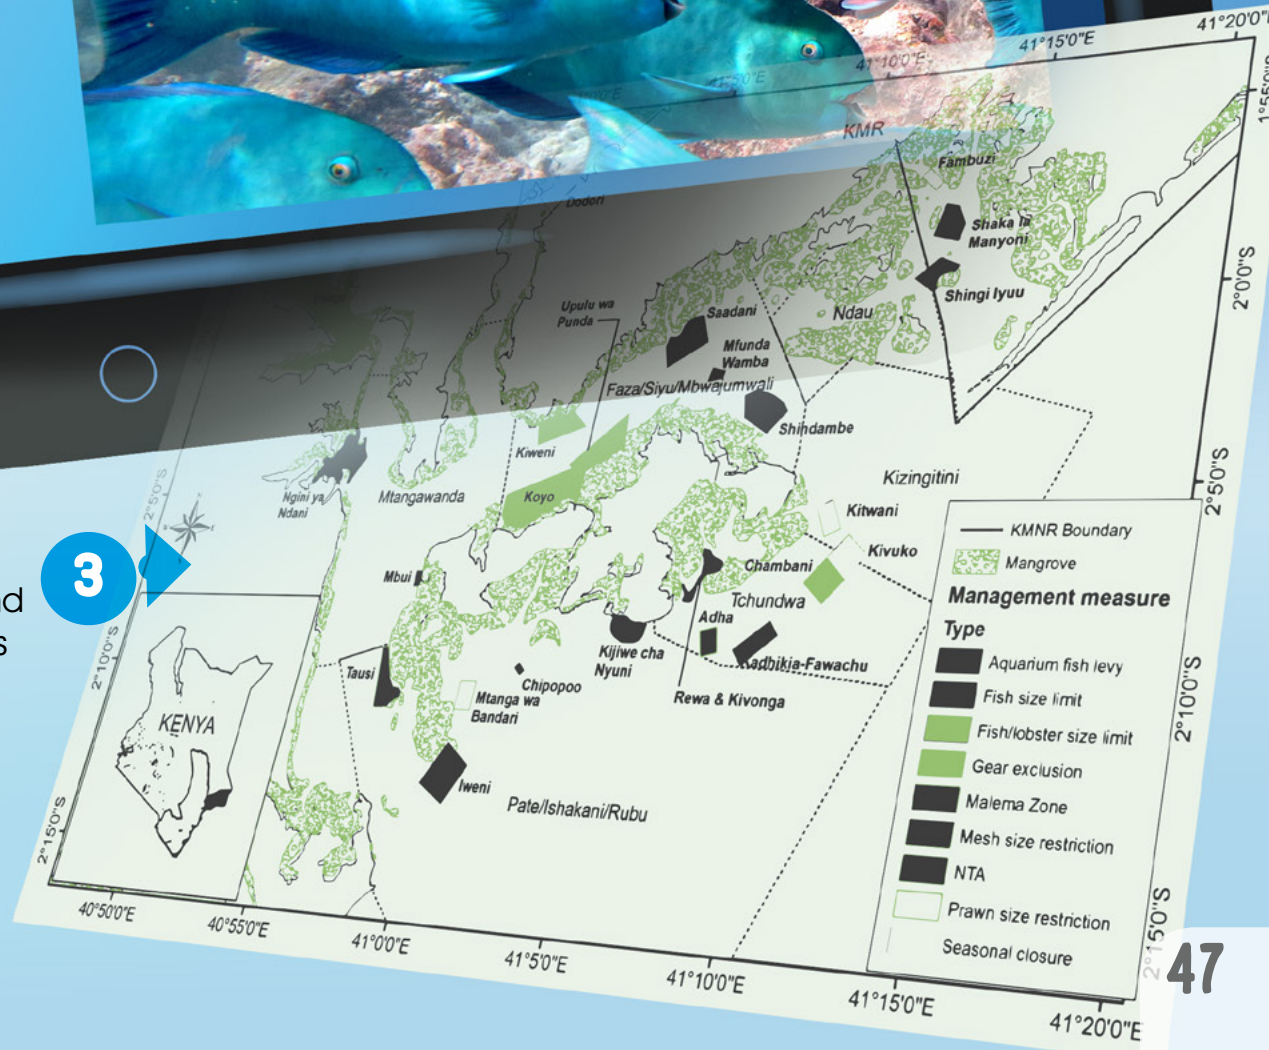 41°20'0"E
41°15'0"E
41°10'0"E
KMR
Fambuzi
Dodori
Shaka la
Manyoni
2°0'0"S
Shingi Iyuu
Upulu wa
Punda
Saadani
Ndau
Mfunda
Wamba
Faza/Siyu/Mbwajumwali
Shindambe
Kiweni
Kizingitini
2°5'0"S
Ngini ya
Ndani
Mtangawanda
Koyo
Kitwani
Kivuko
Chambani
Mbui
Tchundwa
Adha
Kijiwe cha
Nyuni
Kadhikia-Fawachu
Rewa & Kivonga
Tausi
Chipopoo
Mtanga wa
Bandari
Iweni
Pate/Ishakani/Rubu
3
2°5'0"S
2°10'0"S
2°15'0"S
KENYA
KMNR Boundary
Mangrove
Management measure
Type
Aquarium fish levy
Fish size limit
Fish/lobster size limit
Gear exclusion
Malema Zone
Mesh size restriction
NTA
Prawn size restriction
Seasonal closure
2°10'0"S
2°15'0"S
40°50'0"E
40°55'0"E
41°0'0"E
41°5'0"E
41°10'0"E
41°15'0"E
41°20'0"E
47